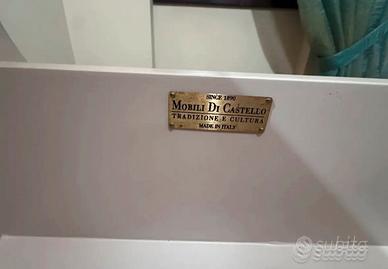 SINCE 1890
MOBILI DI CASTELLO
TRADIZIONE E CULTURA
MADE IN ITALY
subito